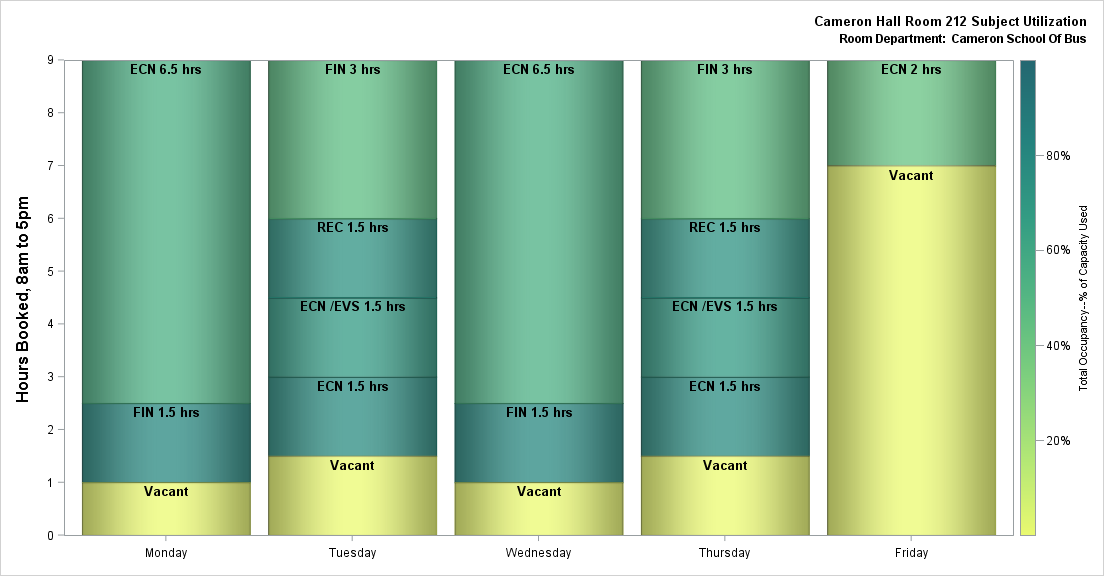 Cameron Hall Room 212 Subject Utilization
Room Department: Cameron School Of Bus
Hours Booked, 8am to 5pm
9
8
7
6
5
4
3
2
1
0
ECN 6.5 hrs
FIN 1.5 hrs
Vacant
FIN 3 hrs
REC 1.5 hrs
ECN /EVS 1.5 hrs
ECN 1.5 hrs
Vacant
ECN 6.5 hrs
FIN 1.5 hrs
Vacant
FIN 3 hrs
REC 1.5 hrs
ECN /EVS 1.5 hrs
ECN 1.5 hrs
Vacant
ECN 2 hrs
Vacant
Monday
Tuesday
Wednesday
Thursday
Friday
80%
60%
40%
20%
Total Occupancy--% of Capacity Used